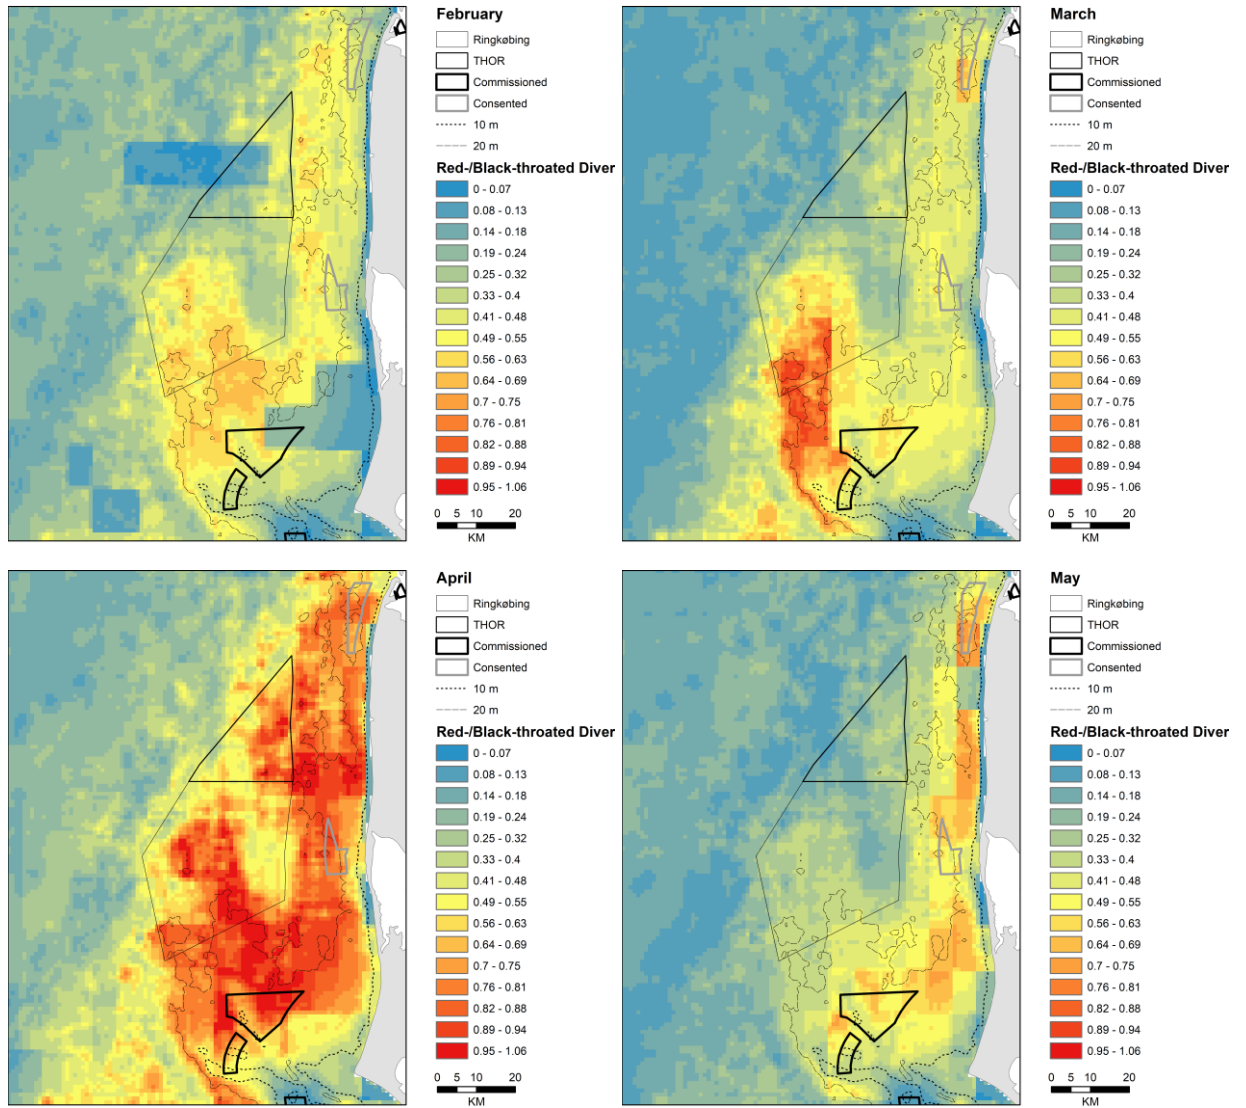 February
Ringkøbing
THOR
Commissioned
Consented
10 m
20 m
Red-/Black-throated Diver
0 - 0.07
0.08 - 0.13
0.14 - 0.18
0.19 - 0.24
0.25 - 0.32
0.33 - 0.4
0.41 - 0.48
0.49 - 0.55
0.56 - 0.63
0.64 - 0.69
0.7 - 0.75
0.76 - 0.81
0.82 - 0.88
0.89 - 0.94
0.95 - 1.06
0 5 10 20
KM
March
Ringkøbing
THOR
Commissioned
Consented
10 m
20 m
Red-/Black-throated Diver
0 - 0.07
0.08 - 0.13
0.14 - 0.18
0.19 - 0.24
0.25 - 0.32
0.33 - 0.4
0.41 - 0.48
0.49 - 0.55
0.56 - 0.63
0.64 - 0.69
0.7 - 0.75
0.76 - 0.81
0.82 - 0.88
0.89 - 0.94
0.95 - 1.06
0 5 10 20
KM
April
Ringkøbing
THOR
Commissioned
Consented
10 m
20 m
Red-/Black-throated Diver
0 - 0.07
0.08 - 0.13
0.14 - 0.18
0.19 - 0.24
0.25 - 0.32
0.33 - 0.4
0.41 - 0.48
0.49 - 0.55
0.56 - 0.63
0.64 - 0.69
0.7 - 0.75
0.76 - 0.81
0.82 - 0.88
0.89 - 0.94
0.95 - 1.06
0 5 10 20
KM
May
Ringkøbing
THOR
Commissioned
Consented
10 m
20 m
Red-/Black-throated Diver
0 - 0.07
0.08 - 0.13
0.14 - 0.18
0.19 - 0.24
0.25 - 0.32
0.33 - 0.4
0.41 - 0.48
0.49 - 0.55
0.56 - 0.63
0.64 - 0.69
0.7 - 0.75
0.76 - 0.81
0.82 - 0.88
0.89 - 0.94
0.95 - 1.06
0 5 10 20
KM